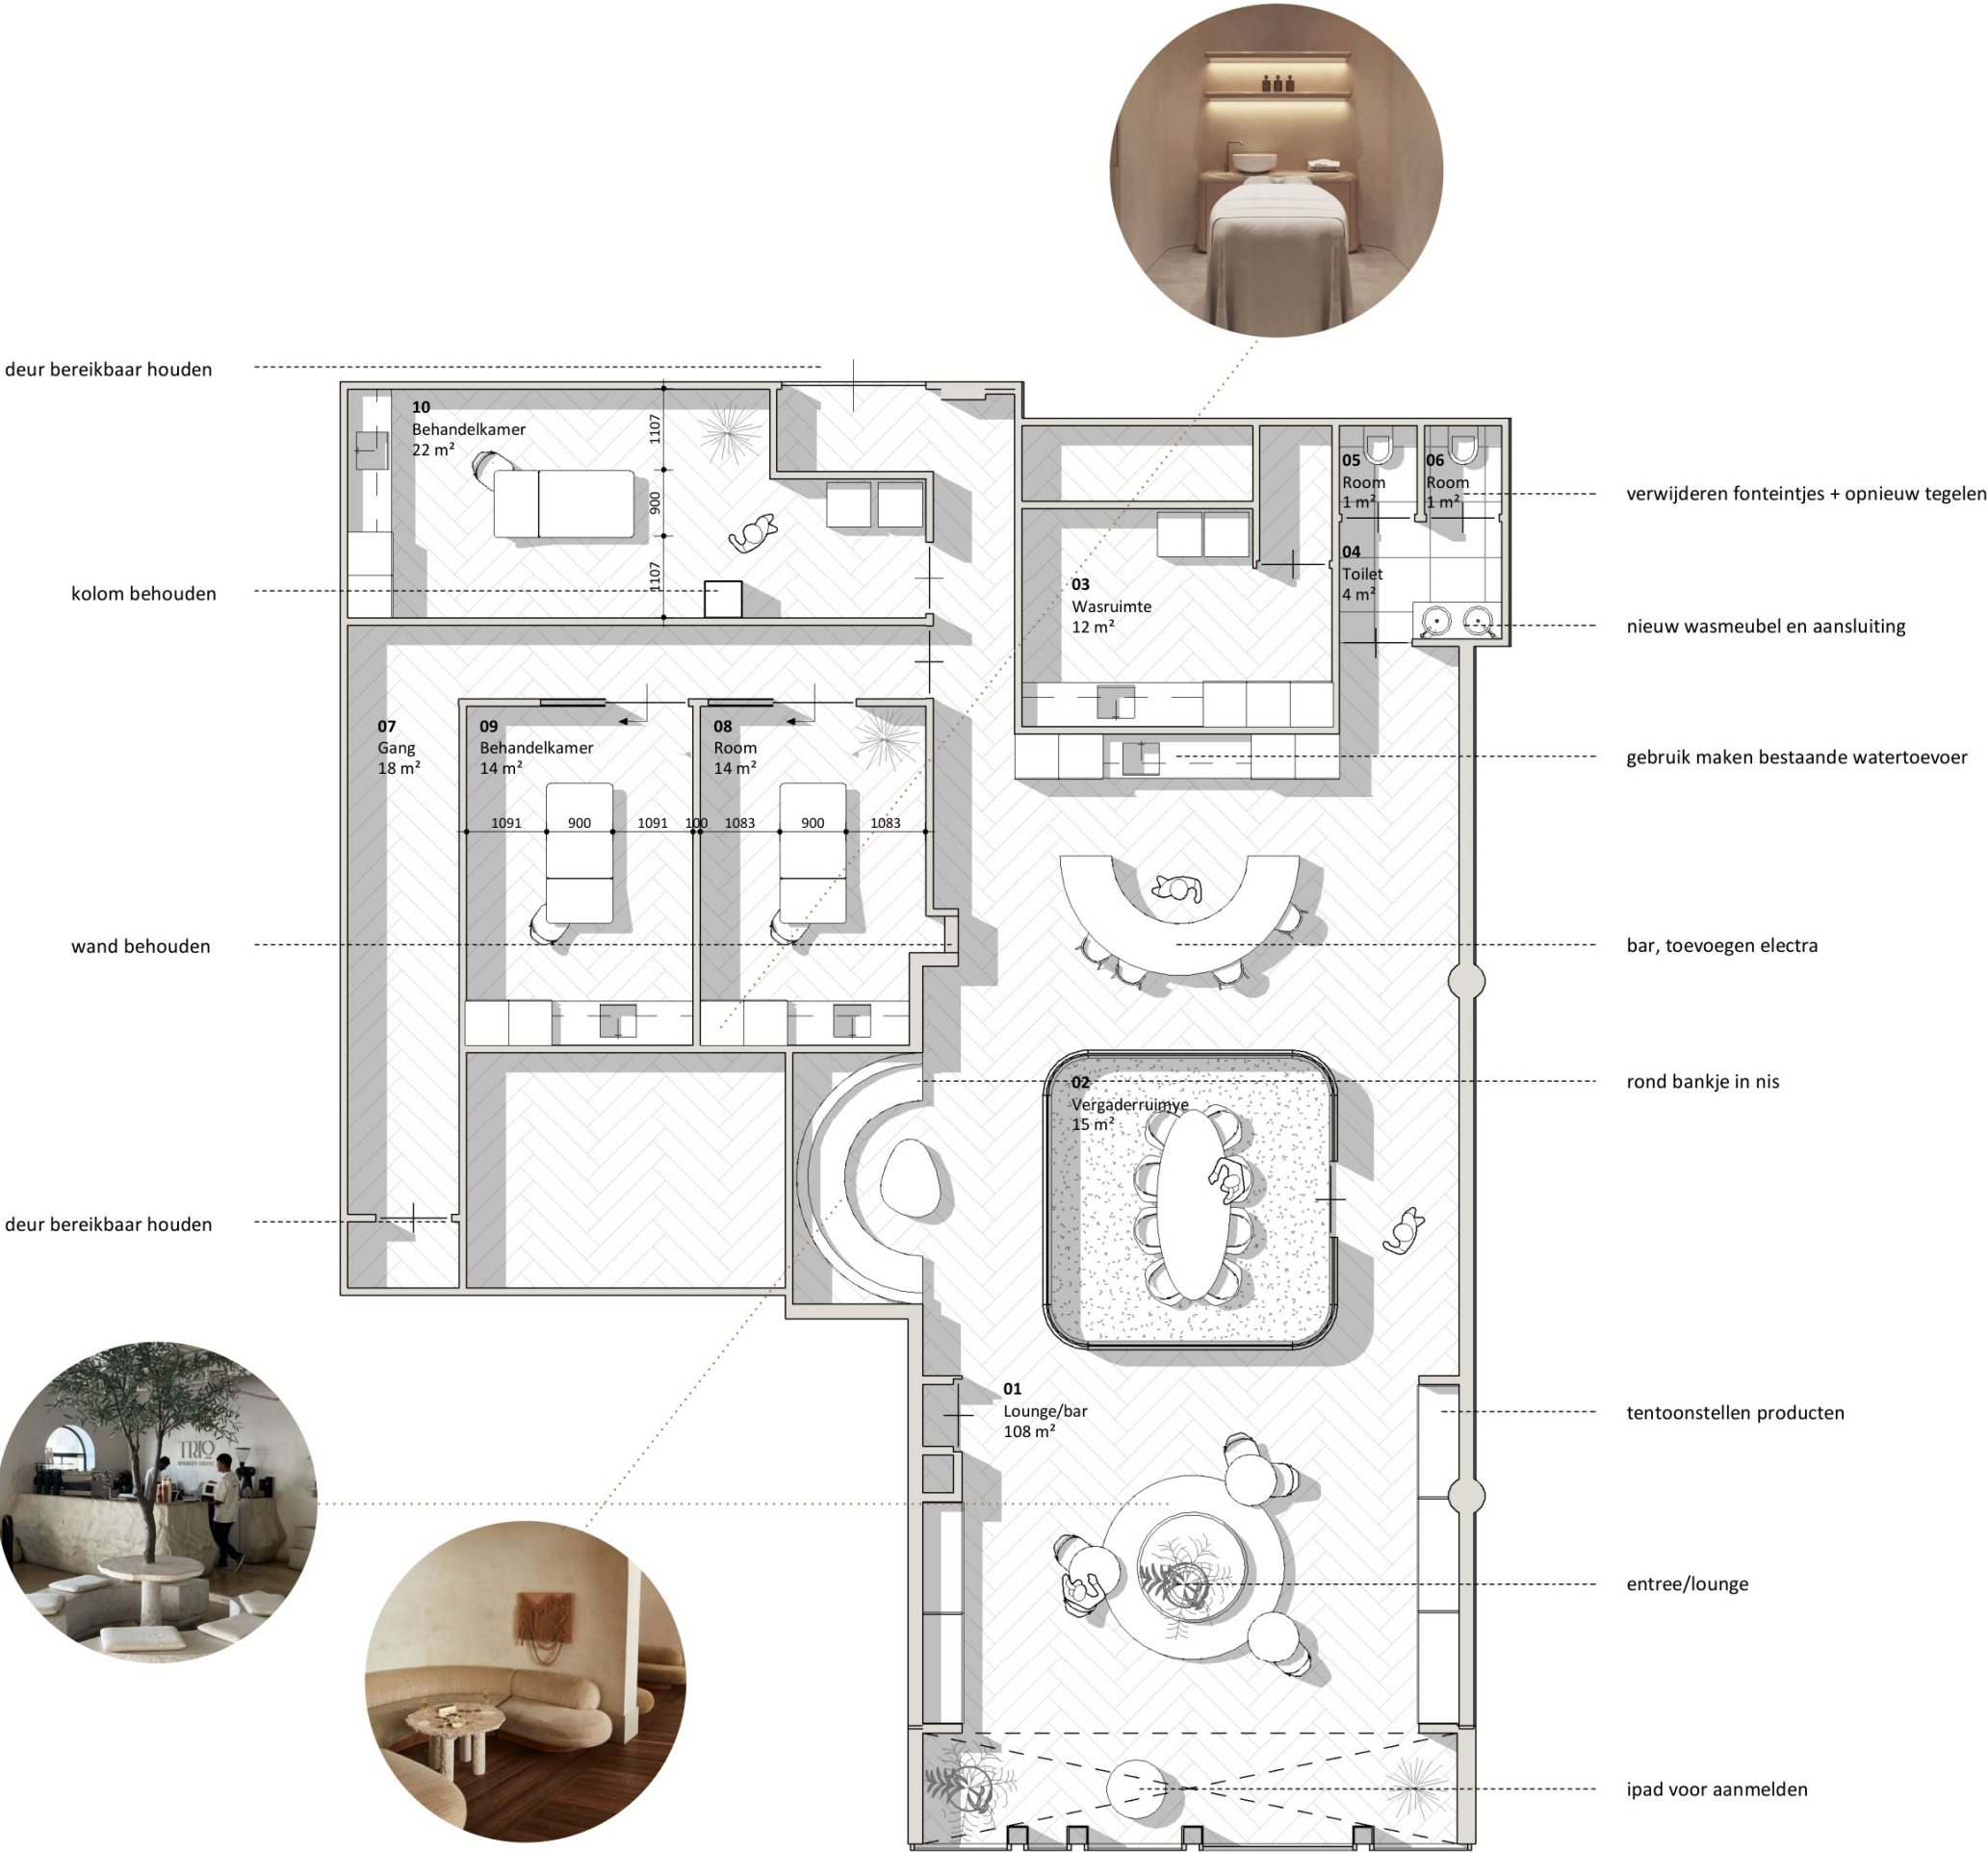 deur bereikbaar houden
kolom behouden
wand behouden
deur bereikbaar houden
10
Behandelkamer
22 m²
1107
900
1107
07
Gang
18 m²
09
Behandelkamer
14 m²
08
Room
14 m²
1091
900
1091
100
1083
900
1083
03
Wasruimte
12 m²
05
Room
1 m²
06
Room
1 m²
04
Toilet
4 m²
02
Vergaderruimye
15 m²
01
Lounge/bar
108 m²
TRIO
verwijderen fonteintjes + opnieuw tegelen
nieuw wasmeubel en aansluiting
gebruik maken bestaande watertoevoer
bar, toevoegen electra
rond bankje in nis
tentoonstellen producten
entree/lounge
ipad voor aanmelden